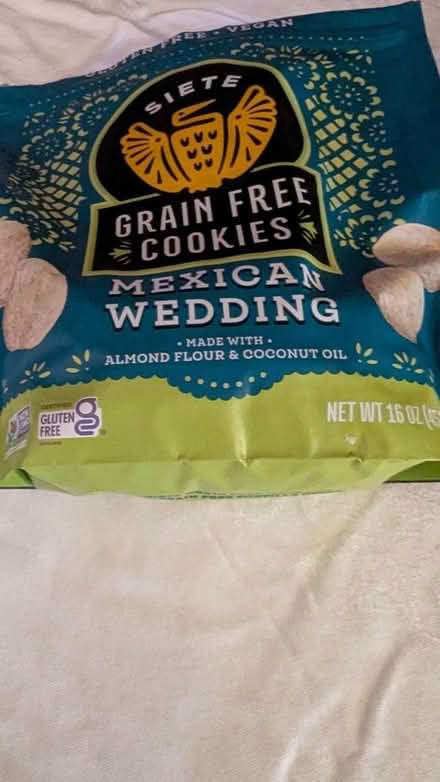 GLUTEN FREE • VEGAN
SIETE
GRAIN FREE
COOKIES
MEXICAN
WEDDING
• MADE WITH •
ALMOND FLOUR & COCONUT OIL
CERTIFIED
GLUTEN
FREE
NET WT 16 OZ